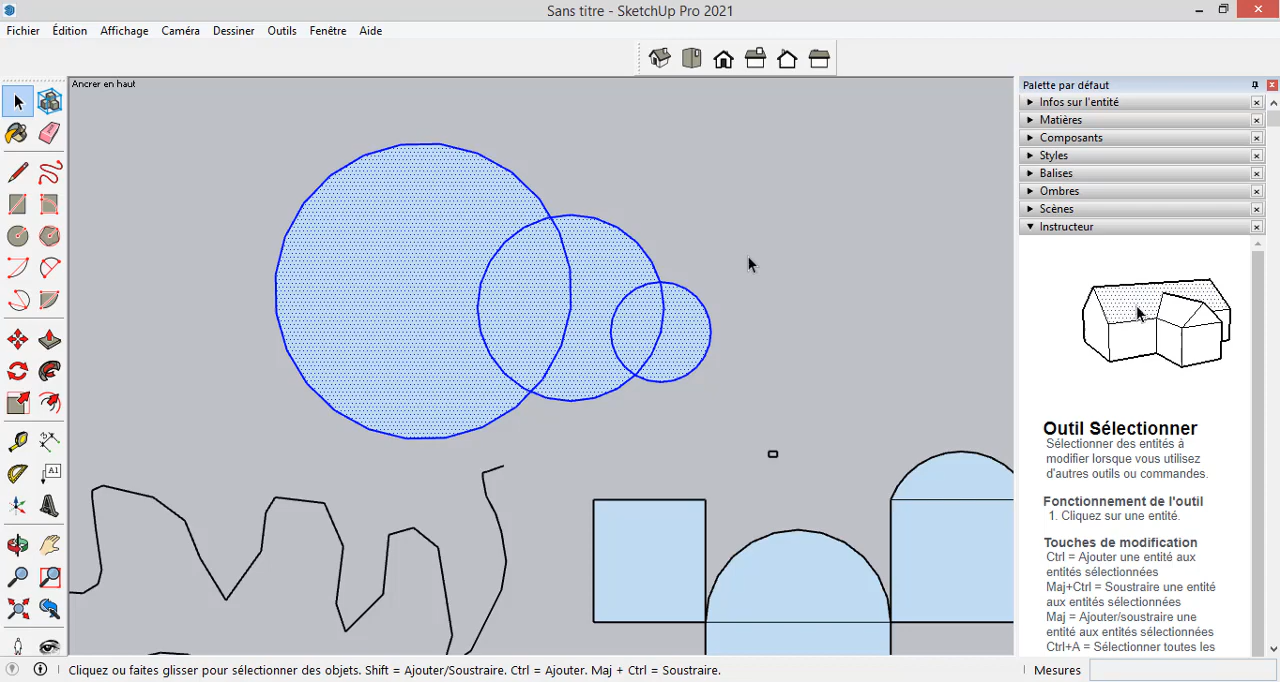 Sans titre - SketchUp Pro 2021
Fichier Édition Affichage Caméra Dessiner Outils Fenêtre Aide
Ancrer en haut
Palette par défaut
Infos sur l'entité
Matières
Composants
Styles
Balises
Ombres
Scènes
Instructeur
Outil Sélectionner
Sélectionner des entités à
modifier lorsque vous utilisez
d'autres outils ou commandes.
Fonctionnement de l'outil
1. Cliquez sur une entité.
Touches de modification
Ctrl = Ajouter une entité aux
entités sélectionnées
Maj+Ctrl = Soustraire une entité
aux entités sélectionnées
Maj = Ajouter/soustraire une
entité aux entités sélectionnées
Ctrl+A = Sélectionner toutes les
A1
Cliquez ou faites glisser pour sélectionner des objets. Shift = Ajouter/Soustraire. Ctrl = Ajouter. Maj + Ctrl = Soustraire.
Mesures